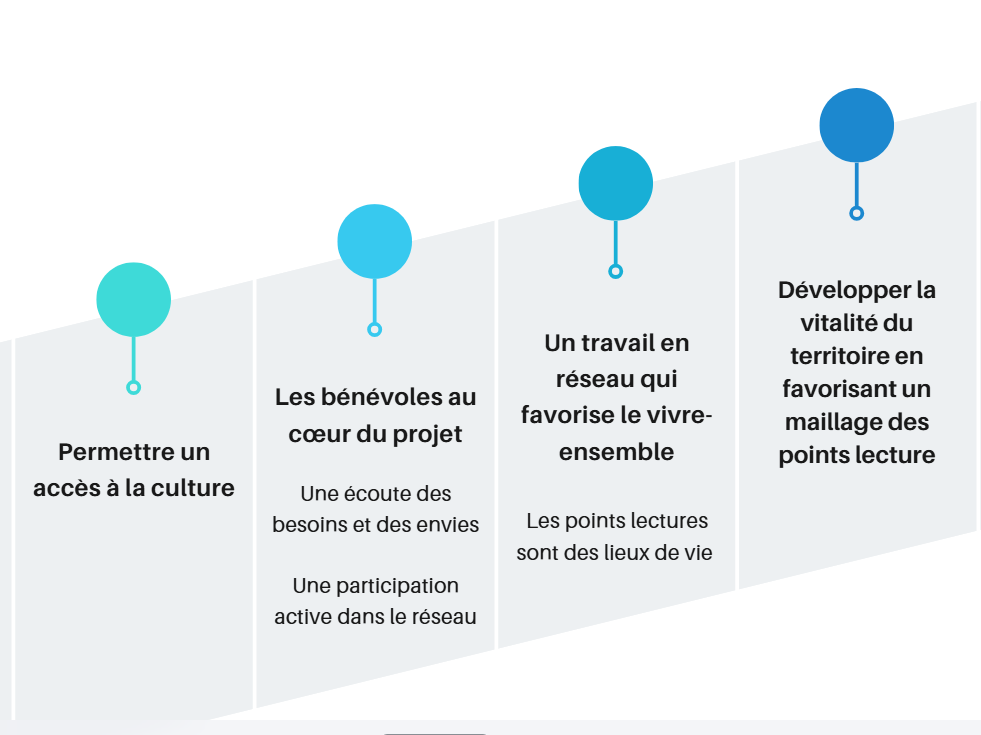 Permettre un
accès à la culture
Les bénévoles au
cœur du projet
Une écoute des
besoins et des envies
Une participation
active dans le réseau
Un travail en
réseau qui
favorise le vivre-
ensemble
Les points lectures
sont des lieux de vie
Développer la
vitalité du
territoire en
favorisant un
maillage des
points lecture